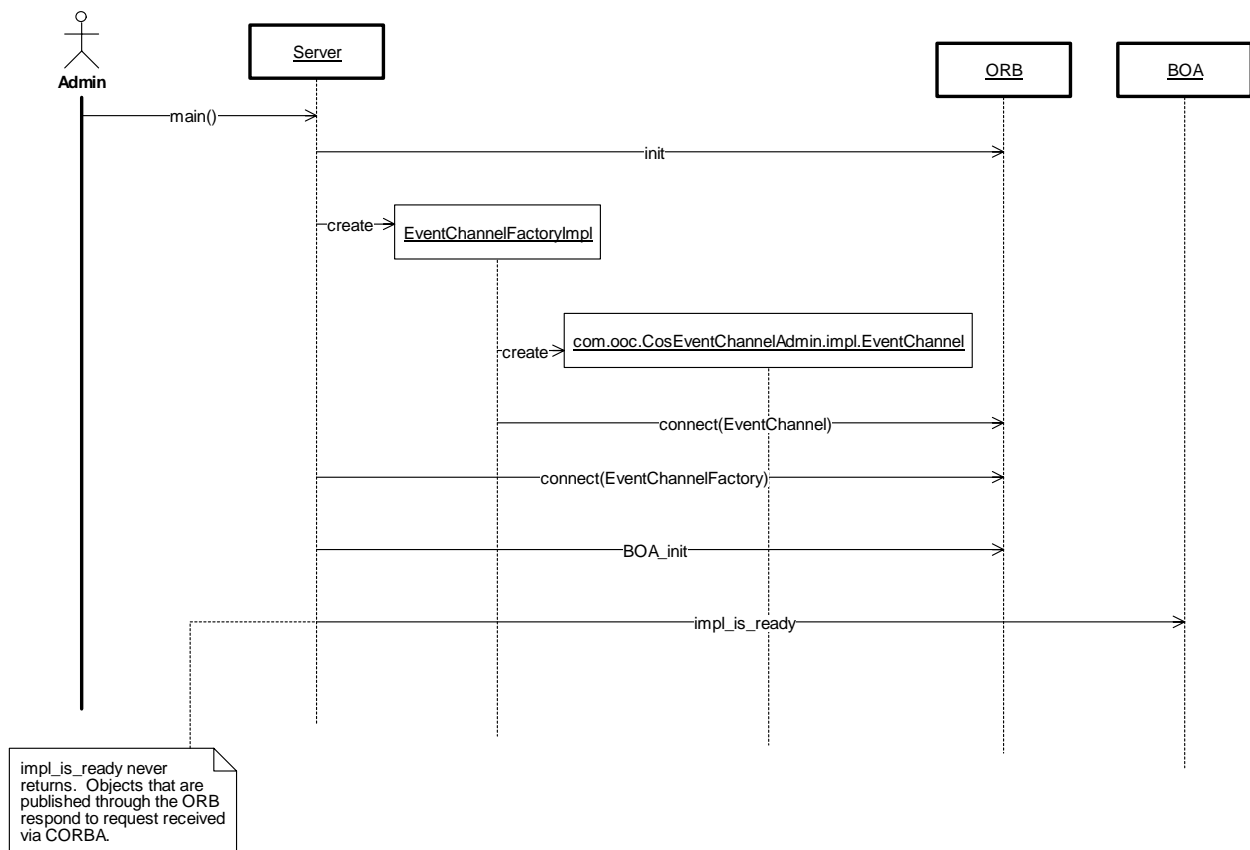 Admin
Server
ORB
BOA
main()
init
create
EventChannelFactoryImpl
create
com.ooc.CosEventChannelAdmin.impl.EventChannel
connect(EventChannel)
connect(EventChannelFactory)
BOA_init
impl_is_ready
impl_is_ready never
returns.  Objects that are
published through the ORB
respond to request received
via CORBA.